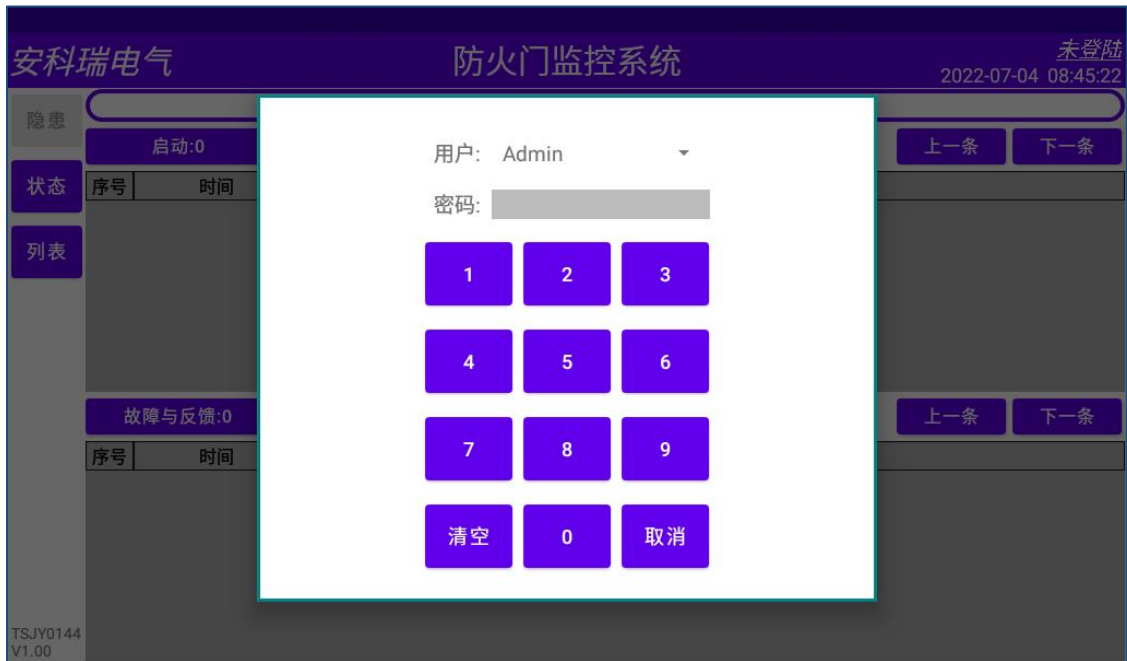 安科瑞电气 防火门监控系统 未登陆
2022-07-04 08:45:22
隐患
启动:0 上一条 下一条
状态 序号 时间
列表
用户: Admin
密码:
1 2 3
4 5 6
7 8 9
清空 0 取消
故障与反馈:0 上一条 下一条
序号 时间
TSJY0144
V1.00